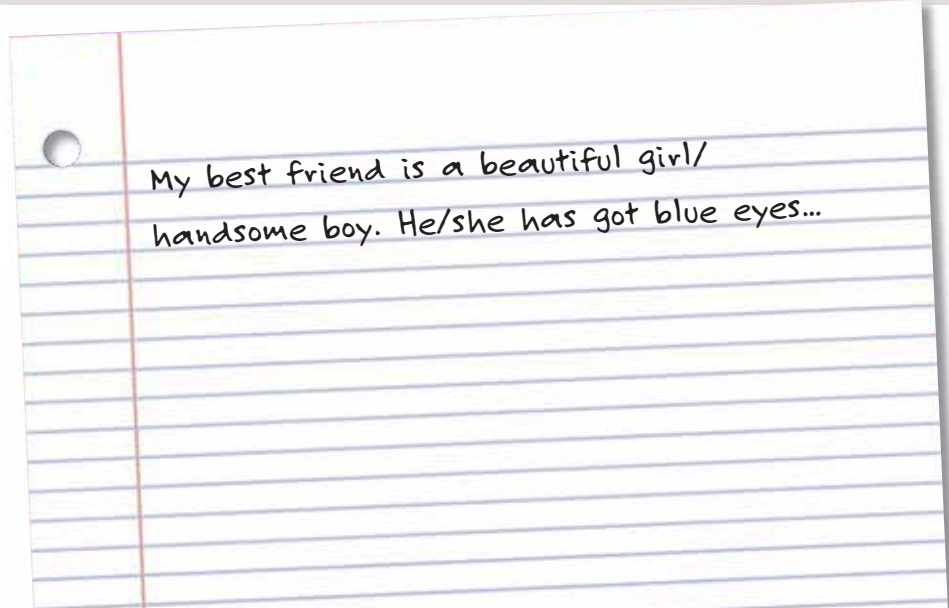 My best friend is a beautiful girl/
handsome boy. He/she has got blue eyes...